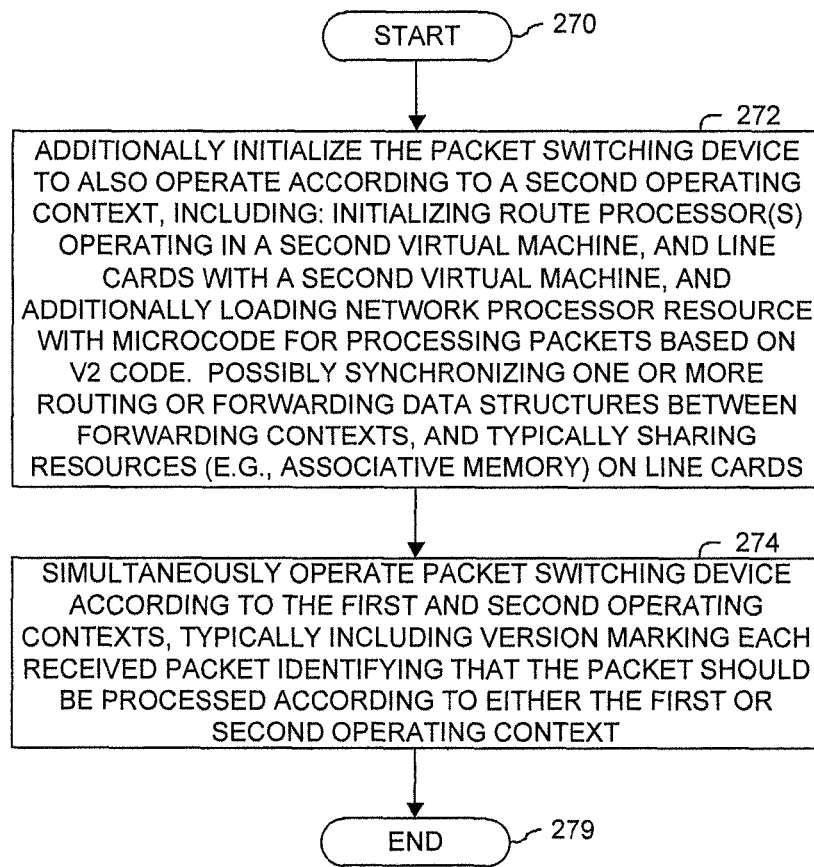 START
270
272
ADDITIONALLY INITIALIZE THE PACKET SWITCHING DEVICE
TO ALSO OPERATE ACCORDING TO A SECOND OPERATING
CONTEXT, INCLUDING: INITIALIZING ROUTE PROCESSOR(S)
OPERATING IN A SECOND VIRTUAL MACHINE, AND LINE
CARDS WITH A SECOND VIRTUAL MACHINE, AND
ADDITIONALLY LOADING NETWORK PROCESSOR RESOURCE
WITH MICROCODE FOR PROCESSING PACKETS BASED ON
V2 CODE. POSSIBLY SYNCHRONIZING ONE OR MORE
ROUTING OR FORWARDING DATA STRUCTURES BETWEEN
FORWARDING CONTEXTS, AND TYPICALLY SHARING
RESOURCES (E.G., ASSOCIATIVE MEMORY) ON LINE CARDS
274
SIMULTANEOUSLY OPERATE PACKET SWITCHING DEVICE
ACCORDING TO THE FIRST AND SECOND OPERATING
CONTEXTS, TYPICALLY INCLUDING VERSION MARKING EACH
RECEIVED PACKET IDENTIFYING THAT THE PACKET SHOULD
BE PROCESSED ACCORDING TO EITHER THE FIRST OR
SECOND OPERATING CONTEXT
END
279